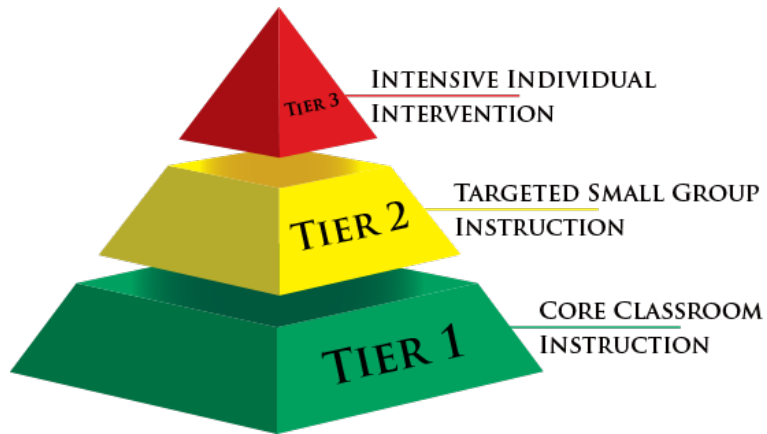 Tier 3
Intensive Individual
Intervention
Tier 2
Targeted Small Group
Instruction
Tier 1
Core Classroom
Instruction